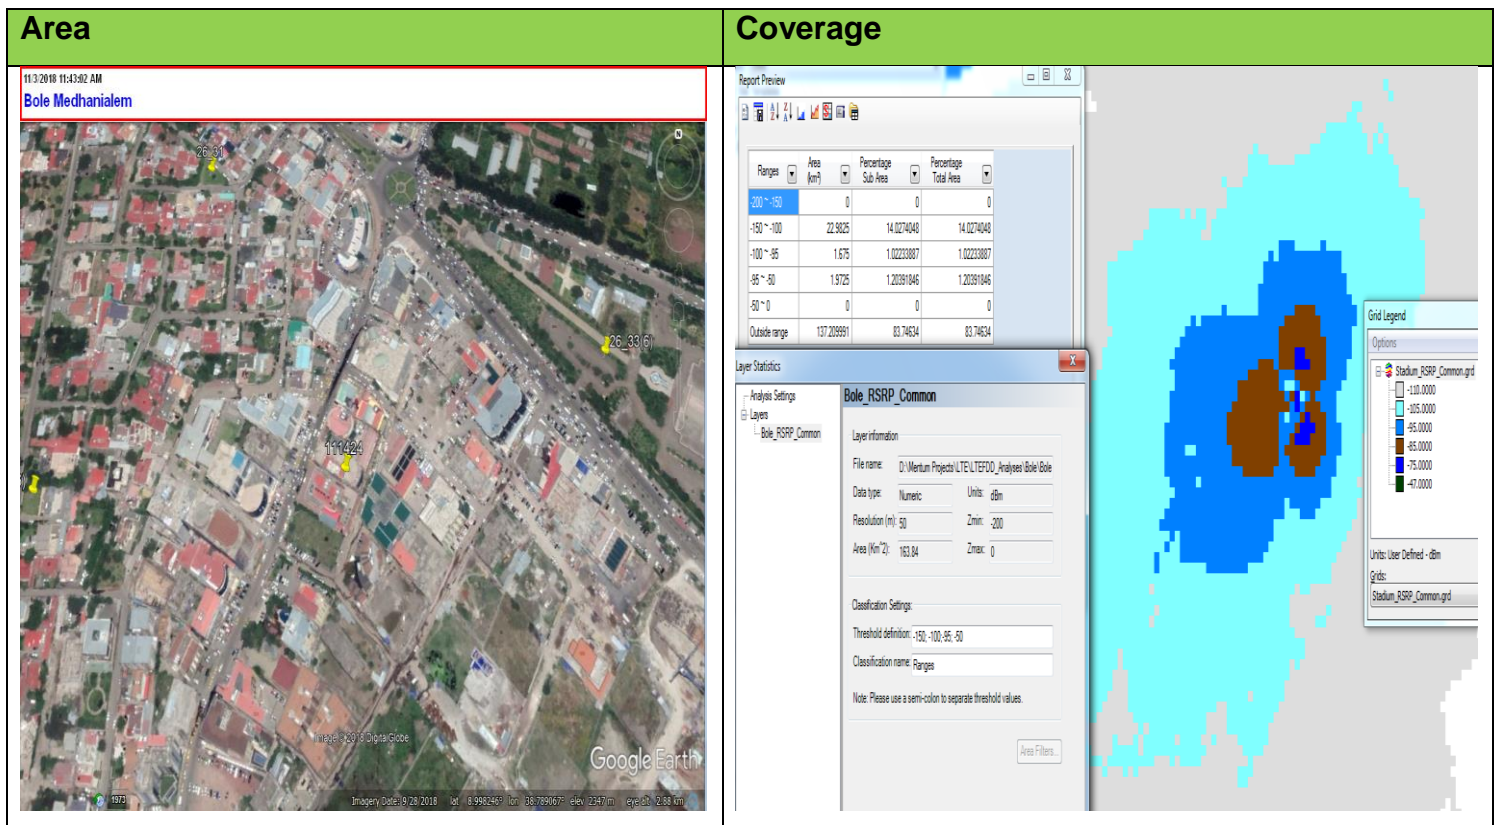 Area
Coverage
11/3/2018 11:43:02 AM
Bole Medhanialem
26_31
26_33(6)
111424
Image © 2018 DigitalGlobe
Google Earth
1973
Imagery Date: 9/28/2018 lat 8.998246° lon 38.789067° elev 2347 m eye alt 2.88 km
Report Preview
Ranges Area (km²) Percentage Sub Area Percentage Total Area
-200 ~ -150 0 0 0
-150 ~ -100 22.9825 14.0274048 14.0274048
-100 ~ -95 1.675 1.02233887 1.02233887
-95 ~ -50 1.9725 1.20391846 1.20391846
-50 ~ 0 0 0 0
Outside range 137.209991 83.74634 83.74634
Layer Statistics
Analysis Settings
Layers
Bole_RSRP_Common
Bole_RSRP_Common
Layer information
File name: D:\Mentum Projects\LTE\LTEFDD_Analyses\Bole\Bole
Data type: Numeric Units: dBm
Resolution (m): 50 Zmin: -200
Area (Km^2): 163.84 Zmax: 0
Classification Settings:
Threshold definition: -150; -100;-95; -50
Classification name: Ranges
Note: Please use a semi-colon to separate threshold values.
Area Filters...
Grid Legend
Options
Stadium_RSRP_Common.grd
-110.0000
-105.0000
-95.0000
-85.0000
-75.0000
-47.0000
Units: User Defined - dBm
Grids:
Stadium_RSRP_Common.grd